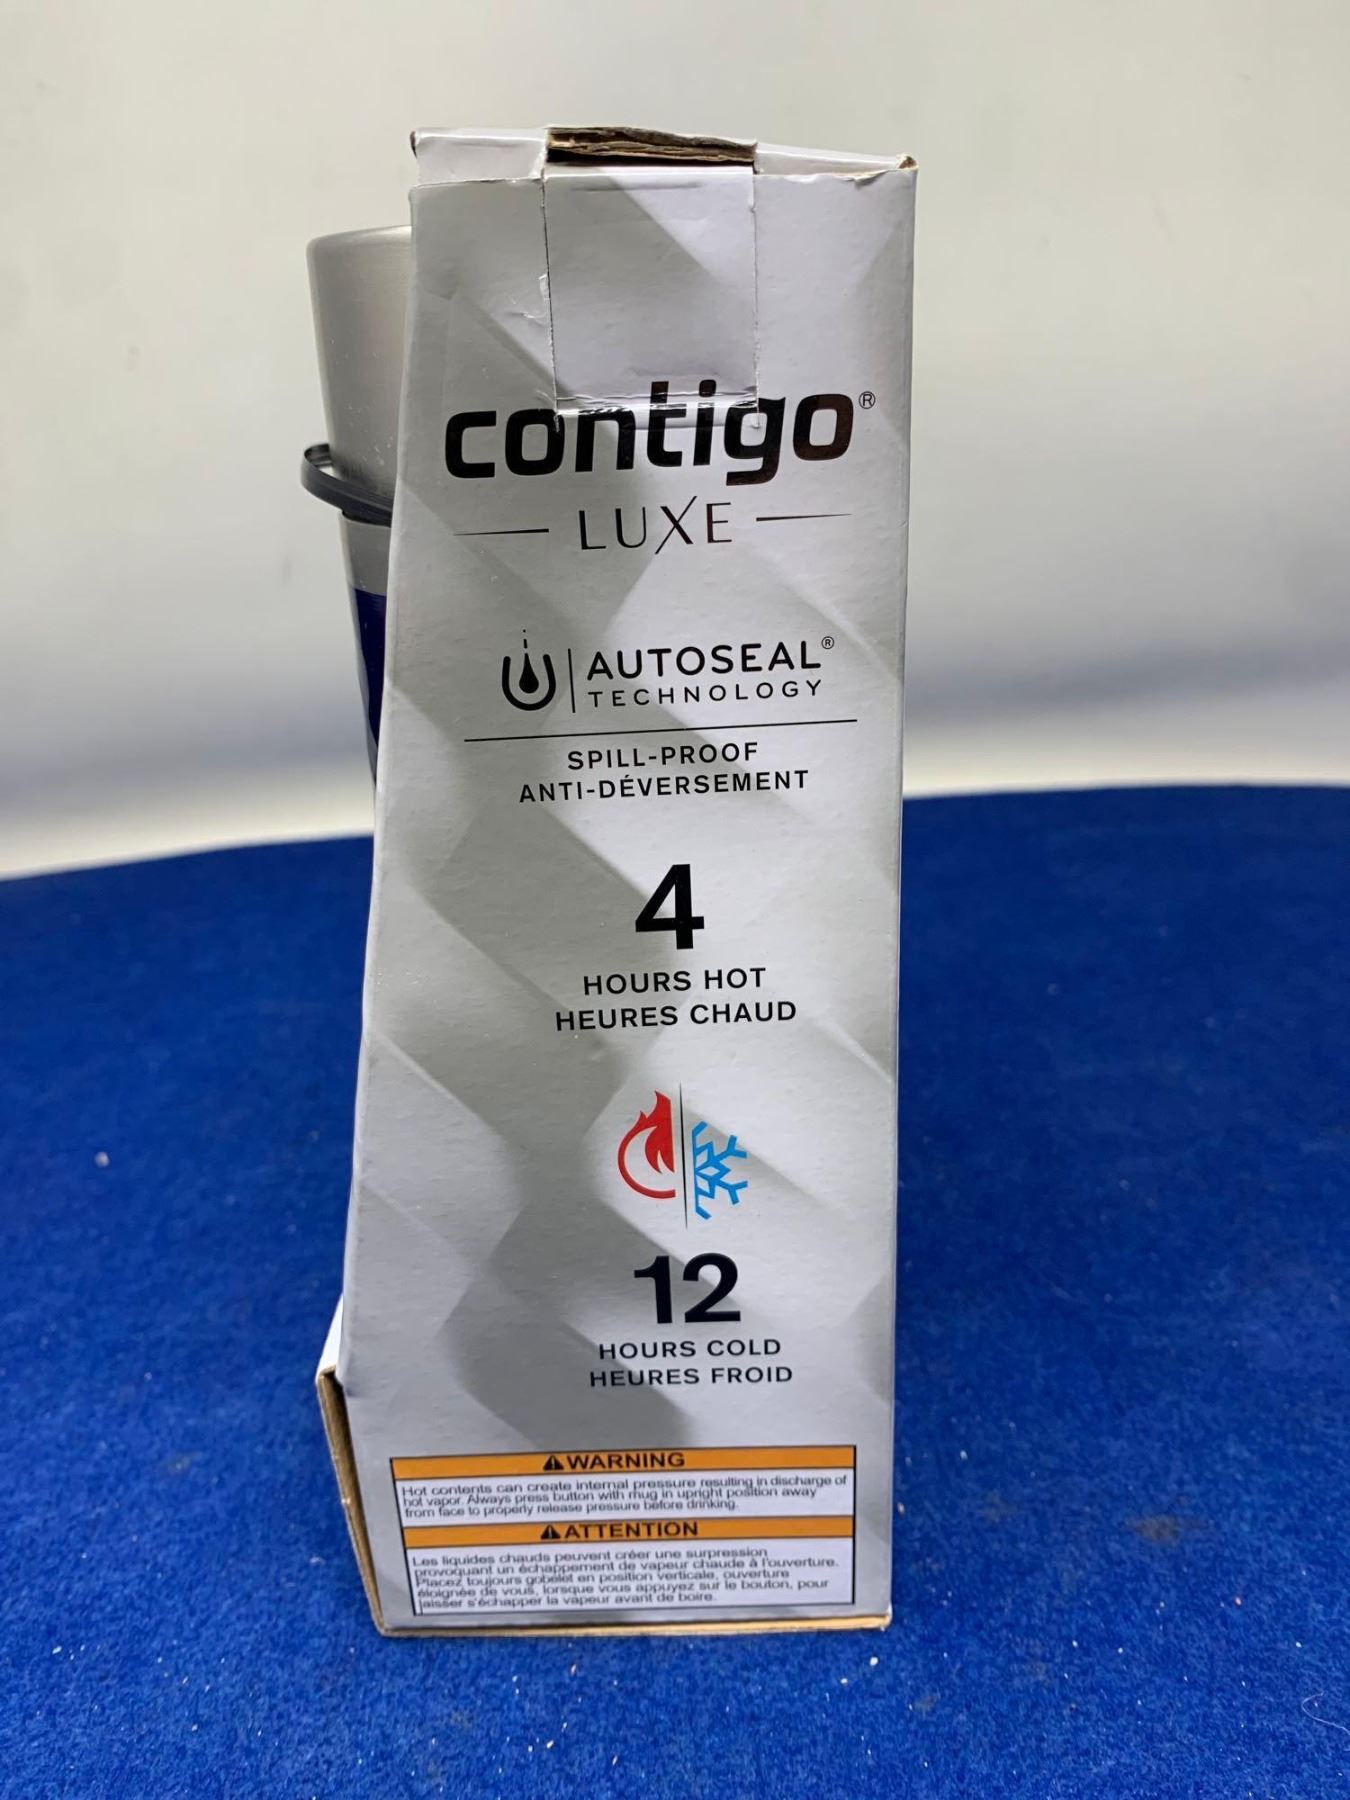 contigo®
LUXE
AUTOSEAL®
TECHNOLOGY
SPILL-PROOF
ANTI-DÉVERSEMENT
4
HOURS HOT
HEURES CHAUD
12
HOURS COLD
HEURES FROID
⚠WARNING
Hot contents can create internal pressure resulting in discharge of
hot vapor. Always press button with mug in upright position away
from face to properly release pressure before drinking.
⚠ATTENTION
Les liquides chauds peuvent créer une surpression
provoquant un échappement de vapeur chaude à l'ouverture.
Placez toujours gobelet en position verticale, ouverture
éloignée de vous, lorsque vous appuyez sur le bouton, pour
laisser s'échapper la vapeur avant de boire.